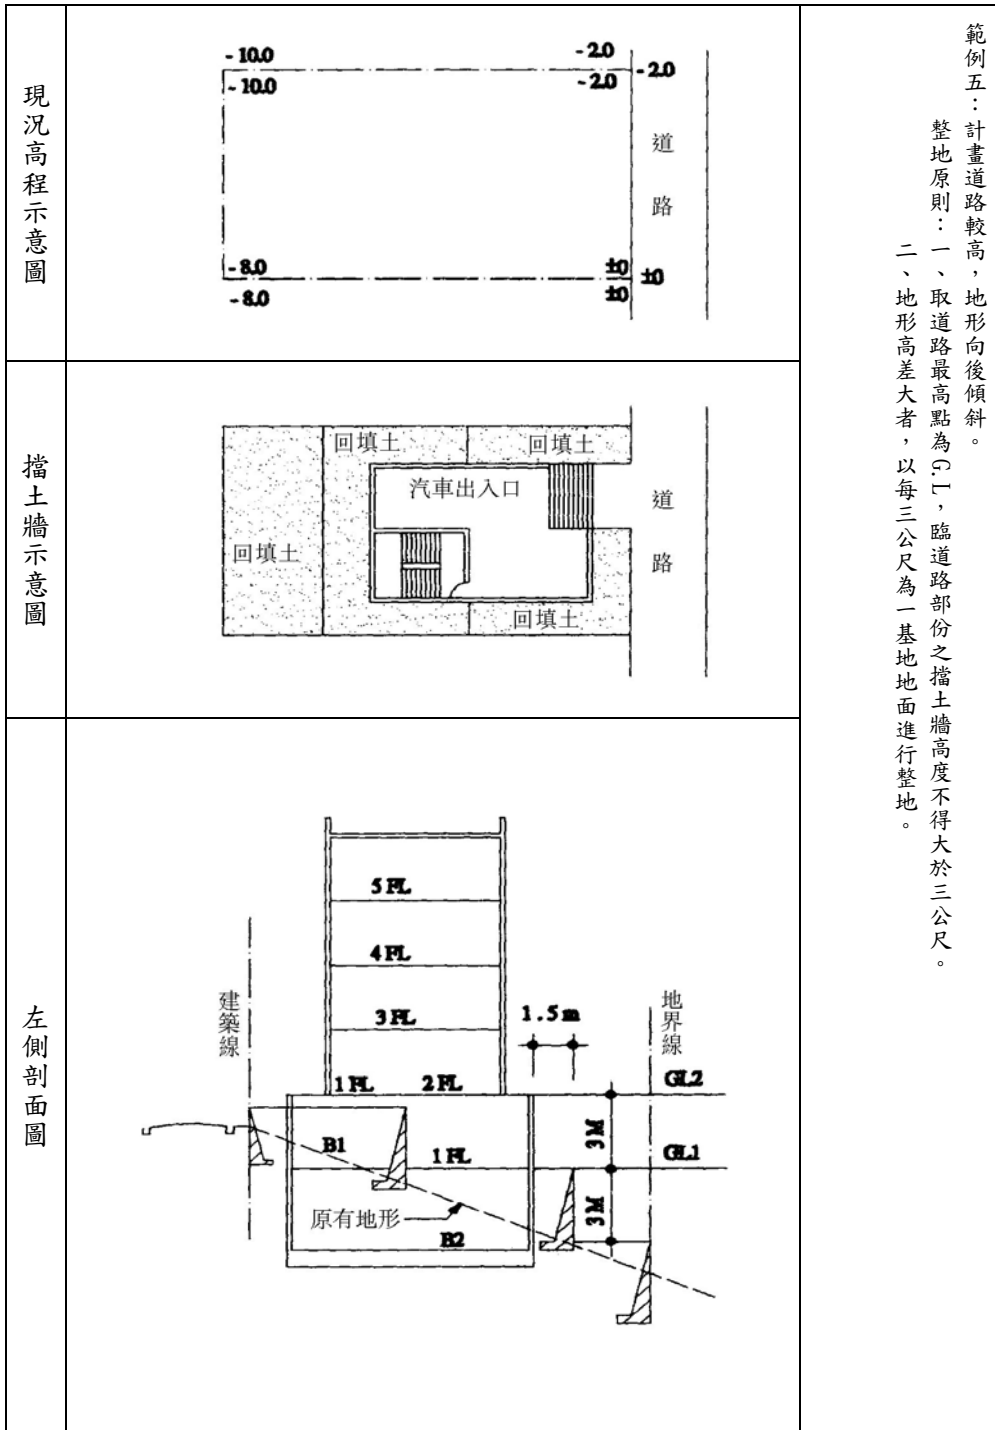 範例五：計畫道路較高，地形向後傾斜。
整地原則：一、取道路最高點為G.L，臨道路部份之擋土牆高度不得大於三公尺。
二、地形高差大者，以每三公尺為一基地地面進行整地。
現況高程示意圖
-10.0
-2.0
-2.0
-10.0
-2.0
道路
-8.0
±0
±0
-8.0
±0
擋土牆示意圖
回填土
回填土
汽車出入口
道路
回填土
回填土
左側剖面圖
5 FL
4 FL
3 FL
1 FL
2 FL
建築線
1.5m
地界線
GL2
3M
B1
1 FL
GL1
3M
原有地形
B2